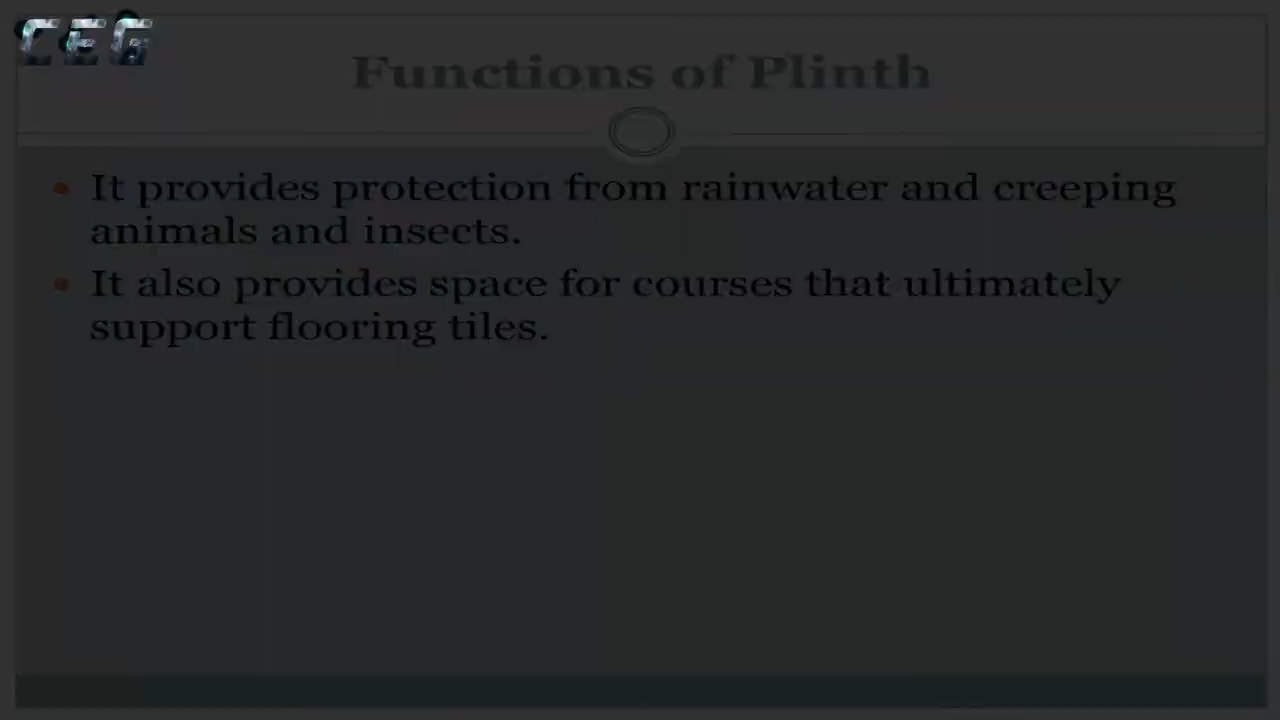 CEG
Functions of Plinth
• It provides protection from rainwater and creeping
animals and insects.
• It also provides space for courses that ultimately
support flooring tiles.